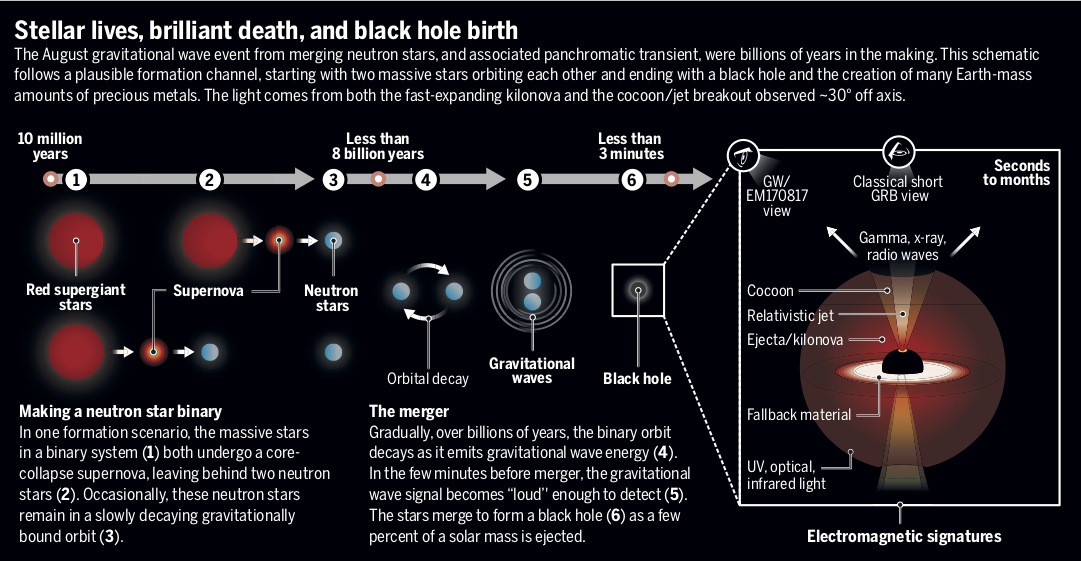 Stellar lives, brilliant death, and black hole birth
The August gravitational wave event from merging neutron stars, and associated panchromatic transient, were billions of years in the making. This schematic
follows a plausible formation channel, starting with two massive stars orbiting each other and ending with a black hole and the creation of many Earth-mass
amounts of precious metals. The light comes from both the fast-expanding kilonova and the cocoon/jet breakout observed ~30° off axis.
10 million
years
Less than
8 billion years
Less than
3 minutes
1
2
3
4
5
6
GW/
EM170817
view
Classical short
GRB view
Seconds
to months
Gamma, x-ray,
radio waves
Red supergiant
stars
Supernova
Neutron
stars
Orbital decay
Gravitational
waves
Black hole
Cocoon
Relativistic jet
Ejecta/kilonova
Fallback material
UV, optical,
infrared light
Electromagnetic signatures
Making a neutron star binary
In one formation scenario, the massive stars
in a binary system (1) both undergo a core-
collapse supernova, leaving behind two neutron
stars (2). Occasionally, these neutron stars
remain in a slowly decaying gravitationally
bound orbit (3).
The merger
Gradually, over billions of years, the binary orbit
decays as it emits gravitational wave energy (4).
In the few minutes before merger, the gravitational
wave signal becomes “loud” enough to detect (5).
The stars merge to form a black hole (6) as a few
percent of a solar mass is ejected.